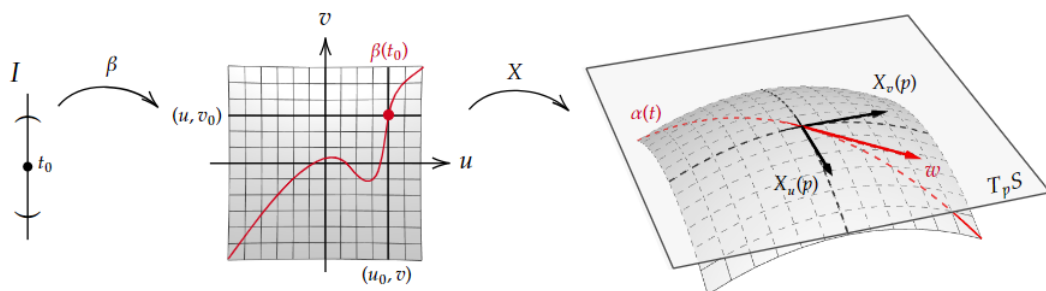 I
β
t₀
v
β(t₀)
(u, v₀)
u
(u₀, v)
X
α(t)
Xᵥ(p)
Xᵤ(p)
w
TₚS